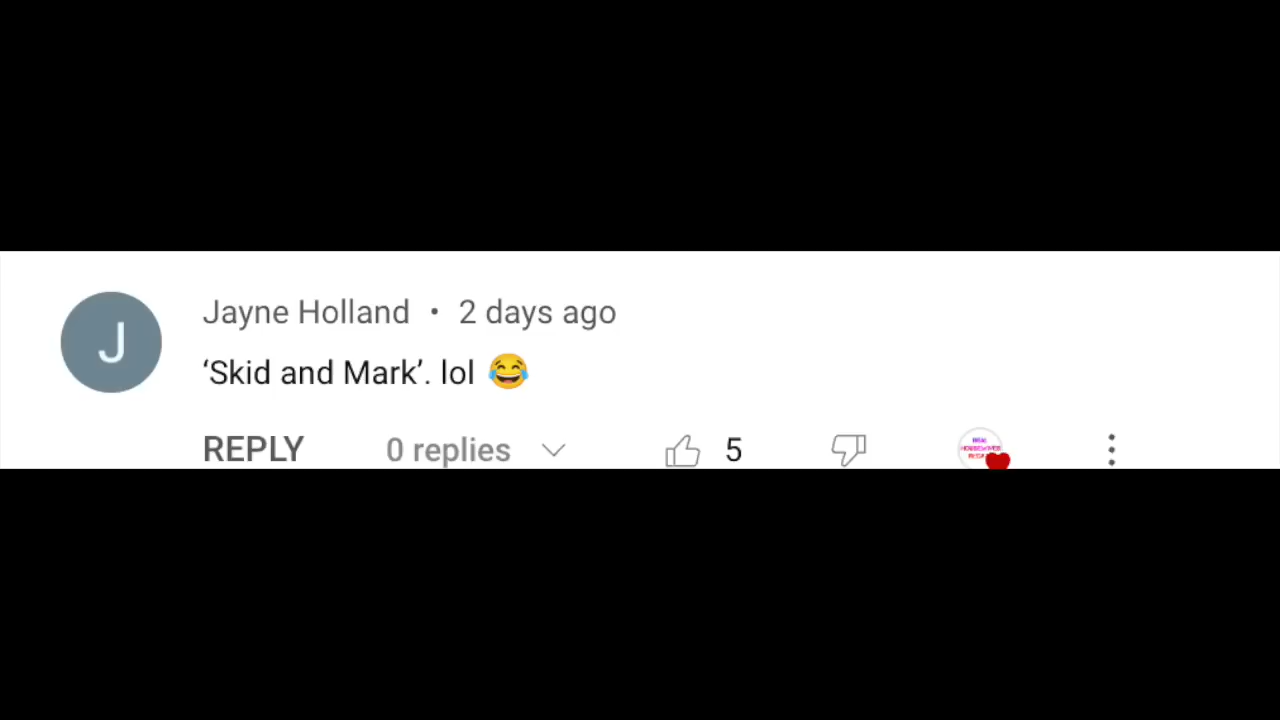 J
Jayne Holland • 2 days ago
‘Skid and Mark’. lol 😂
REPLY 0 replies 5